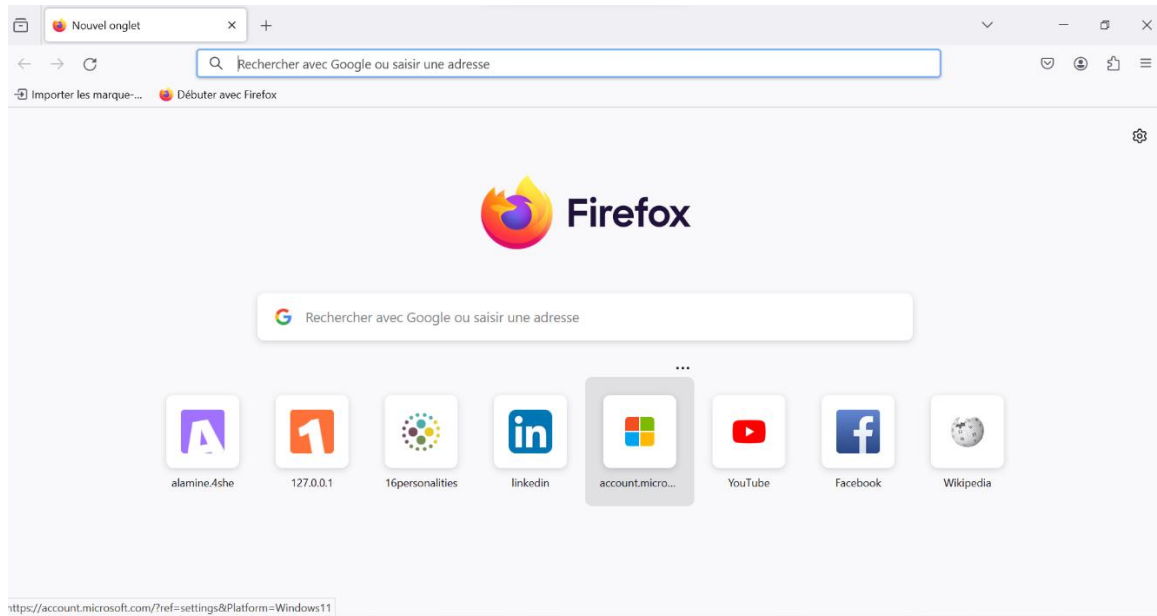 Nouvel onglet
Rechercher avec Google ou saisir une adresse
Importer les marque-...
Débuter avec Firefox
Firefox
Rechercher avec Google ou saisir une adresse
alamine.4she
127.0.0.1
16personalities
linkedin
account.micro...
YouTube
Facebook
Wikipedia
https://account.microsoft.com/?ref=settings&Platform=Windows11